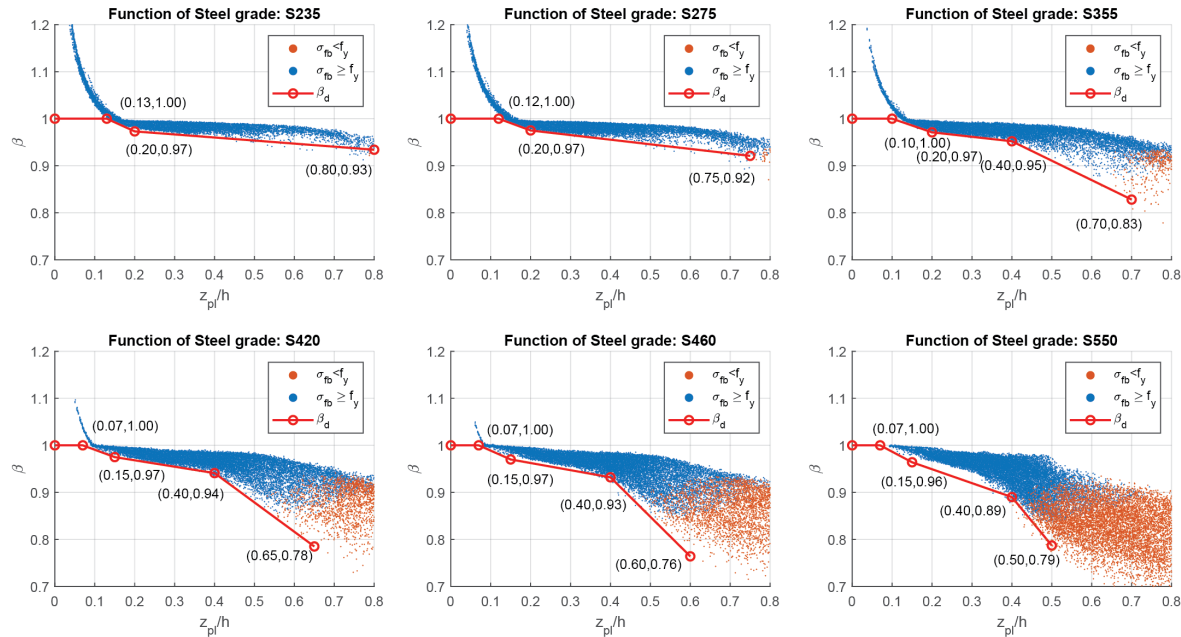 Function of Steel grade: S235
1.2
1.1
1
0.9
0.8
0.7
β
σfb<fy
σfb ≥ fy
βd
(0.13,1.00)
(0.20,0.97)
(0.80,0.93)
0 0.1 0.2 0.3 0.4 0.5 0.6 0.7 0.8
zpl/h
Function of Steel grade: S275
1.2
1.1
1
0.9
0.8
0.7
β
σfb<fy
σfb ≥ fy
βd
(0.12,1.00)
(0.20,0.97)
(0.75,0.92)
0 0.1 0.2 0.3 0.4 0.5 0.6 0.7 0.8
zpl/h
Function of Steel grade: S355
1.2
1.1
1
0.9
0.8
0.7
β
σfb<fy
σfb ≥ fy
βd
(0.10,1.00)
(0.20,0.97)
(0.40,0.95)
(0.70,0.83)
0 0.1 0.2 0.3 0.4 0.5 0.6 0.7 0.8
zpl/h
Function of Steel grade: S420
1.2
1.1
1
0.9
0.8
0.7
β
σfb<fy
σfb ≥ fy
βd
(0.07,1.00)
(0.15,0.97)
(0.40,0.94)
(0.65,0.78)
0 0.1 0.2 0.3 0.4 0.5 0.6 0.7 0.8
zpl/h
Function of Steel grade: S460
1.2
1.1
1
0.9
0.8
0.7
β
σfb<fy
σfb ≥ fy
βd
(0.07,1.00)
(0.15,0.97)
(0.40,0.93)
(0.60,0.76)
0 0.1 0.2 0.3 0.4 0.5 0.6 0.7 0.8
zpl/h
Function of Steel grade: S550
1.2
1.1
1
0.9
0.8
0.7
β
σfb<fy
σfb ≥ fy
βd
(0.07,1.00)
(0.15,0.96)
(0.40,0.89)
(0.50,0.79)
0 0.1 0.2 0.3 0.4 0.5 0.6 0.7 0.8
zpl/h